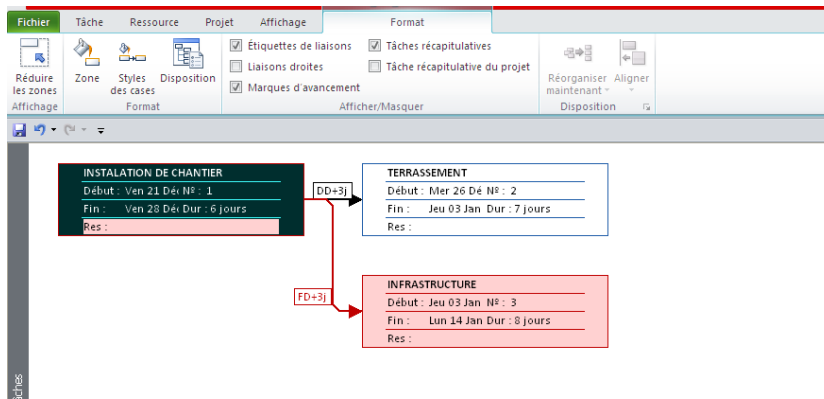 Fichier Tâche Ressource Projet Affichage Format
Étiquettes de liaisons Tâches récapitulatives
Liaisons droites Tâche récapitulative du projet
Marques d'avancement
Réduire les zones
Zone
Styles des cases
Disposition
Réorganiser maintenant
Aligner
Affichage Format Afficher/Masquer Disposition
INSTALATION DE CHANTIER
Début : Ven 21 Déc Nº : 1
Fin : Ven 28 Déc Dur : 6 jours
Res :
DD+3j
TERRASSEMENT
Début : Mer 26 Dé Nº : 2
Fin : Jeu 03 Jan Dur : 7 jours
Res :
FD+3j
INFRASTRUCTURE
Début : Jeu 03 Jan Nº : 3
Fin : Lun 14 Jan Dur : 8 jours
Res :